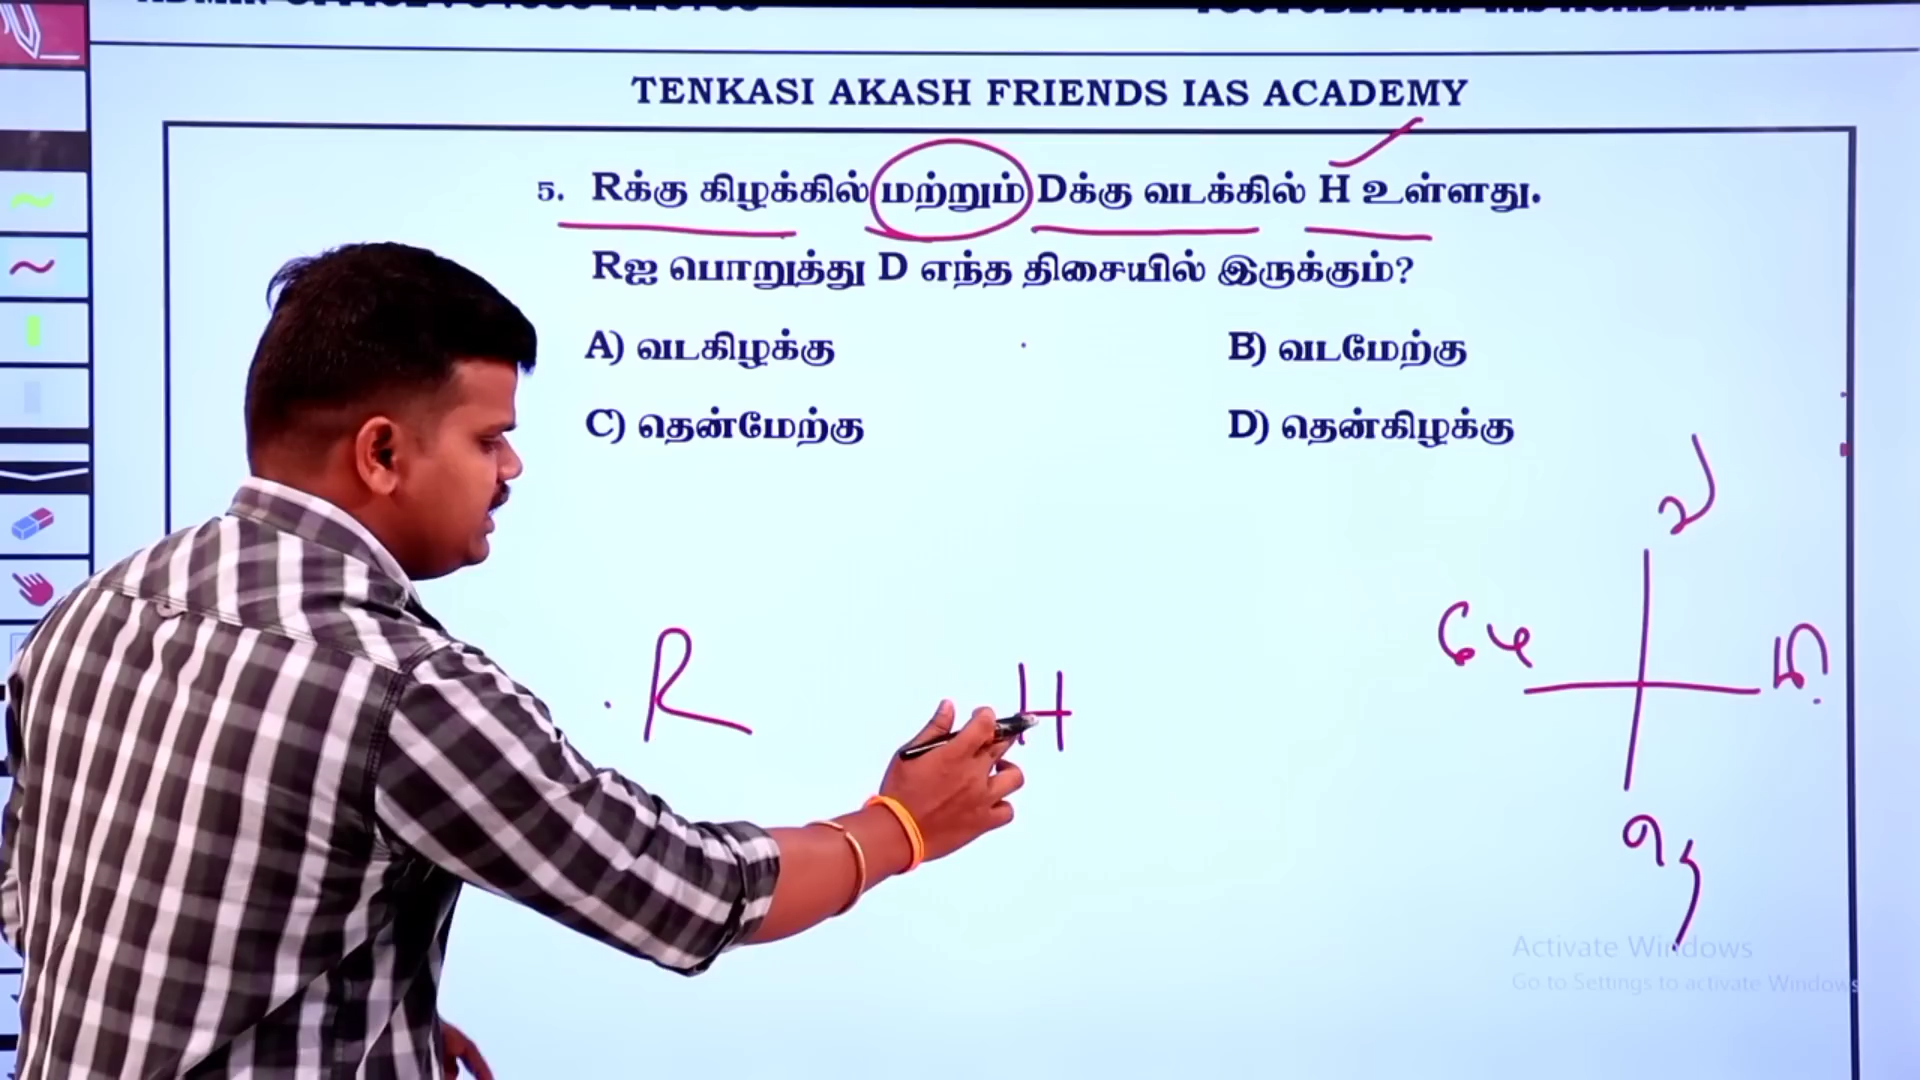 TENKASI AKASH FRIENDS IAS ACADEMY
5. Rக்கு கிழக்கில் மற்றும் Dக்கு வடக்கில் H உள்ளது.
Rஐ பொறுத்து D எந்த திசையில் இருக்கும்?
A) வடகிழக்கு B) வடமேற்கு
C) தென்மேற்கு D) தென்கிழக்கு
வ
மே கி
R H
தெ
Activate Windows
Go to Settings to activate Windows